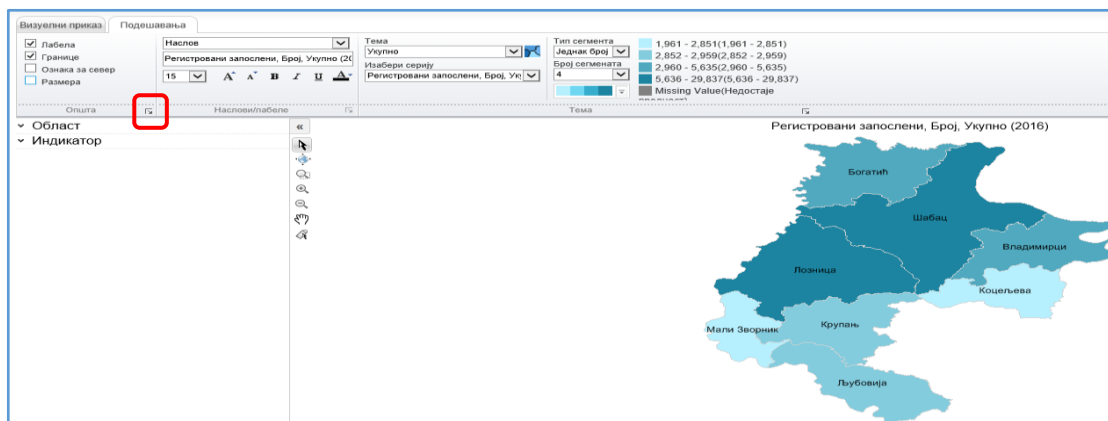 Визуелни приказ Подешавања
Лабела
Границе
Ознака за север
Размера
Општа
Наслов
Регистровани запослени, Број, Укупно (20
15 A A B I U A
Наслови/лабеле
Тема
Укупно
Изабери серију
Регистровани запослени, Број, Ук
Тип сегмента
Једнак број
Број сегмената
4
1,961 - 2,851(1,961 - 2,851)
2,852 - 2,959(2,852 - 2,959)
2,960 - 5,635(2,960 - 5,635)
5,636 - 29,837(5,636 - 29,837)
Missing Value(Недостаје
Тема
Област
Индикатор
Регистровани запослени, Број, Укупно (2016)
Богатић
Шабац
Владимирци
Лозница
Коцељева
Мали Зворник
Крупањ
Љубовија